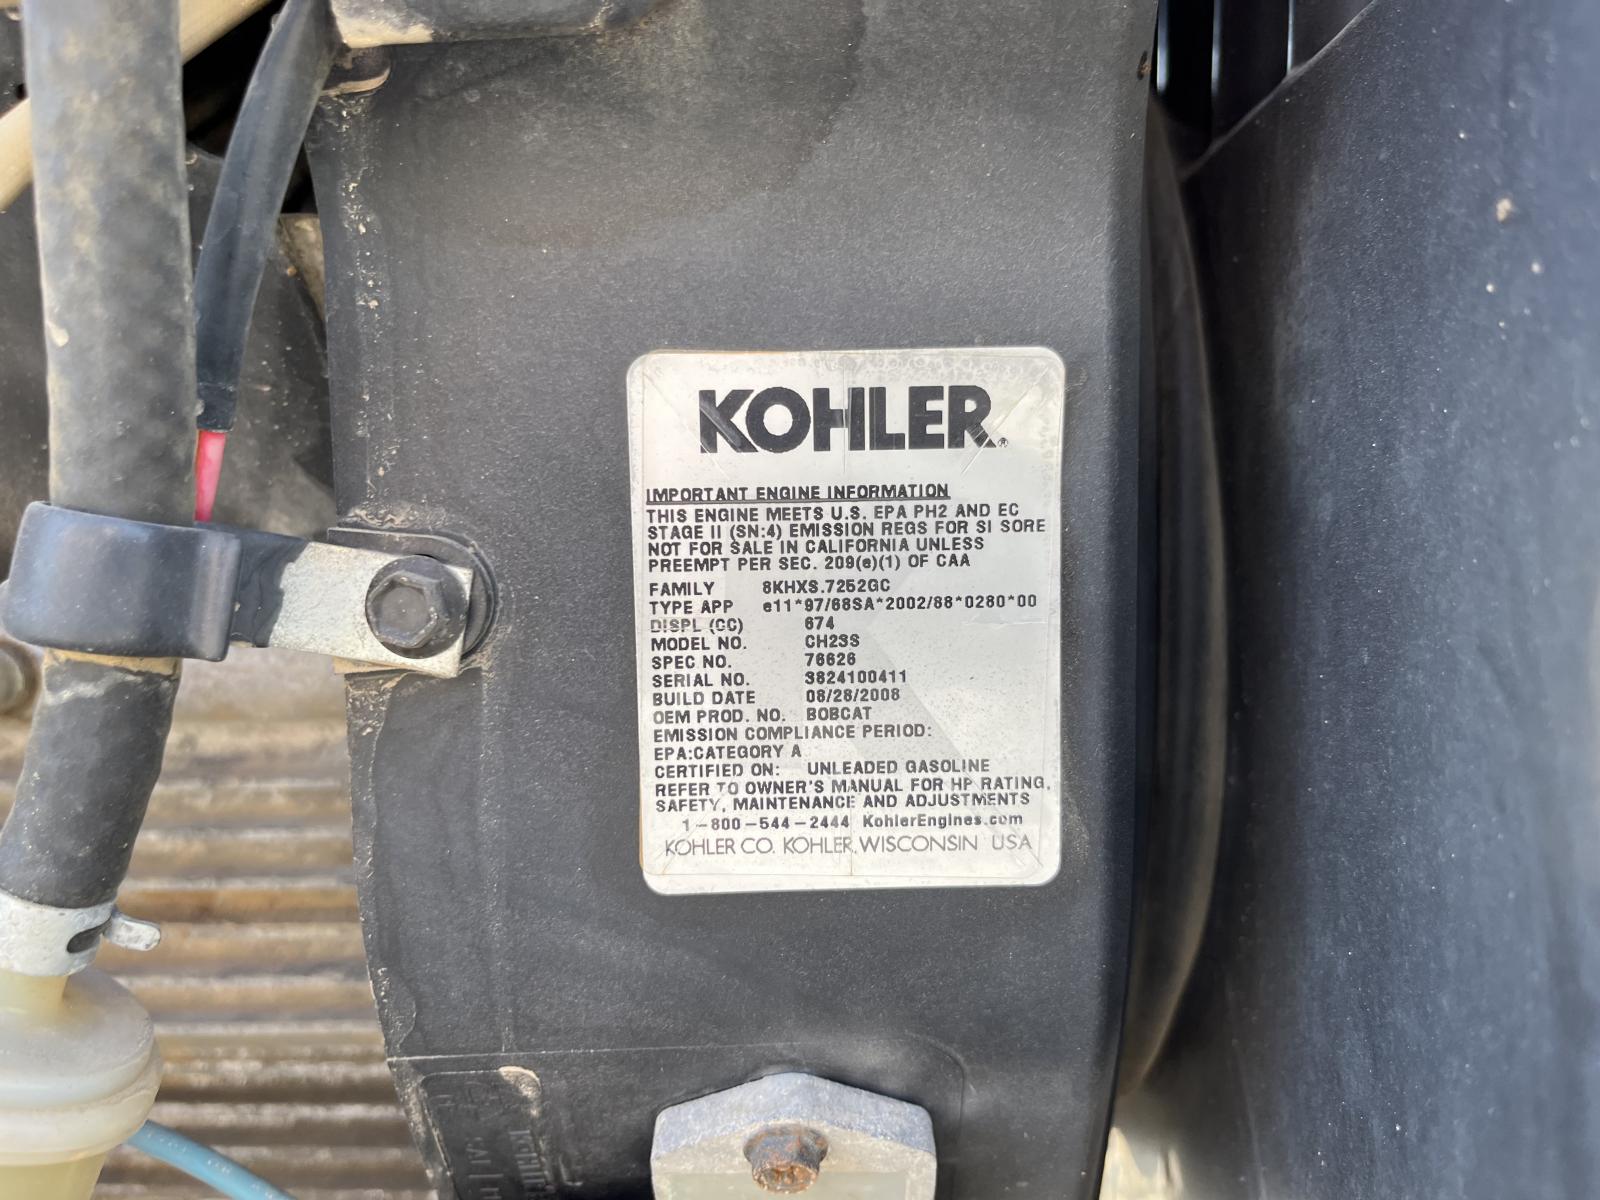 KOHLER®
IMPORTANT ENGINE INFORMATION
THIS ENGINE MEETS U.S. EPA PH2 AND EC
STAGE II (SN:4) EMISSION REGS FOR SI SORE
NOT FOR SALE IN CALIFORNIA UNLESS
PREEMPT PER SEC. 209(e)(1) OF CAA
FAMILY 8KHXS.7252GC
TYPE APP e11*97/68SA*2002/88*0280*00
DISPL (CC) 674
MODEL NO. CH23S
SPEC NO. 76626
SERIAL NO. 3824100411
BUILD DATE 08/28/2008
OEM PROD. NO. BOBCAT
EMISSION COMPLIANCE PERIOD:
EPA:CATEGORY A
CERTIFIED ON: UNLEADED GASOLINE
REFER TO OWNER'S MANUAL FOR HP RATING,
SAFETY, MAINTENANCE AND ADJUSTMENTS
1-800-544-2444 KohlerEngines.com
KOHLER CO. KOHLER, WISCONSIN USA